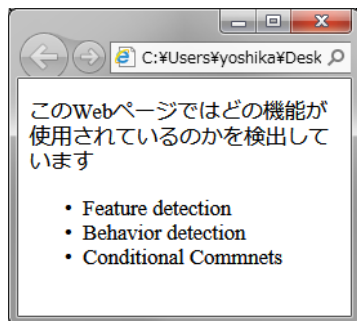 C:¥Users¥yoshika¥Desk
このWebページではどの機能が
使用されているのかを検出して
います
• Feature detection
• Behavior detection
• Conditional Commnets